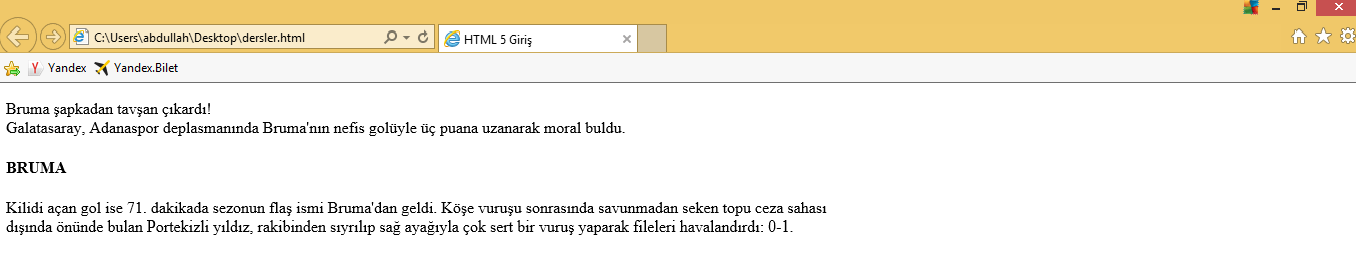 C:\Users\abdullah\Desktop\dersler.html
HTML 5 Giriş
Yandex
Yandex.Bilet
Bruma şapkadan tavşan çıkardı!
Galatasaray, Adanaspor deplasmanında Bruma'nın nefis golüyle üç puana uzanarak moral buldu.
BRUMA
Kilidi açan gol ise 71. dakikada sezonun flaş ismi Bruma'dan geldi. Köşe vuruşu sonrasında savunmadan seken topu ceza sahası
dışında önünde bulan Portekizli yıldız, rakibinden sıyrılıp sağ ayağıyla çok sert bir vuruş yaparak fileleri havalandırdı: 0-1.